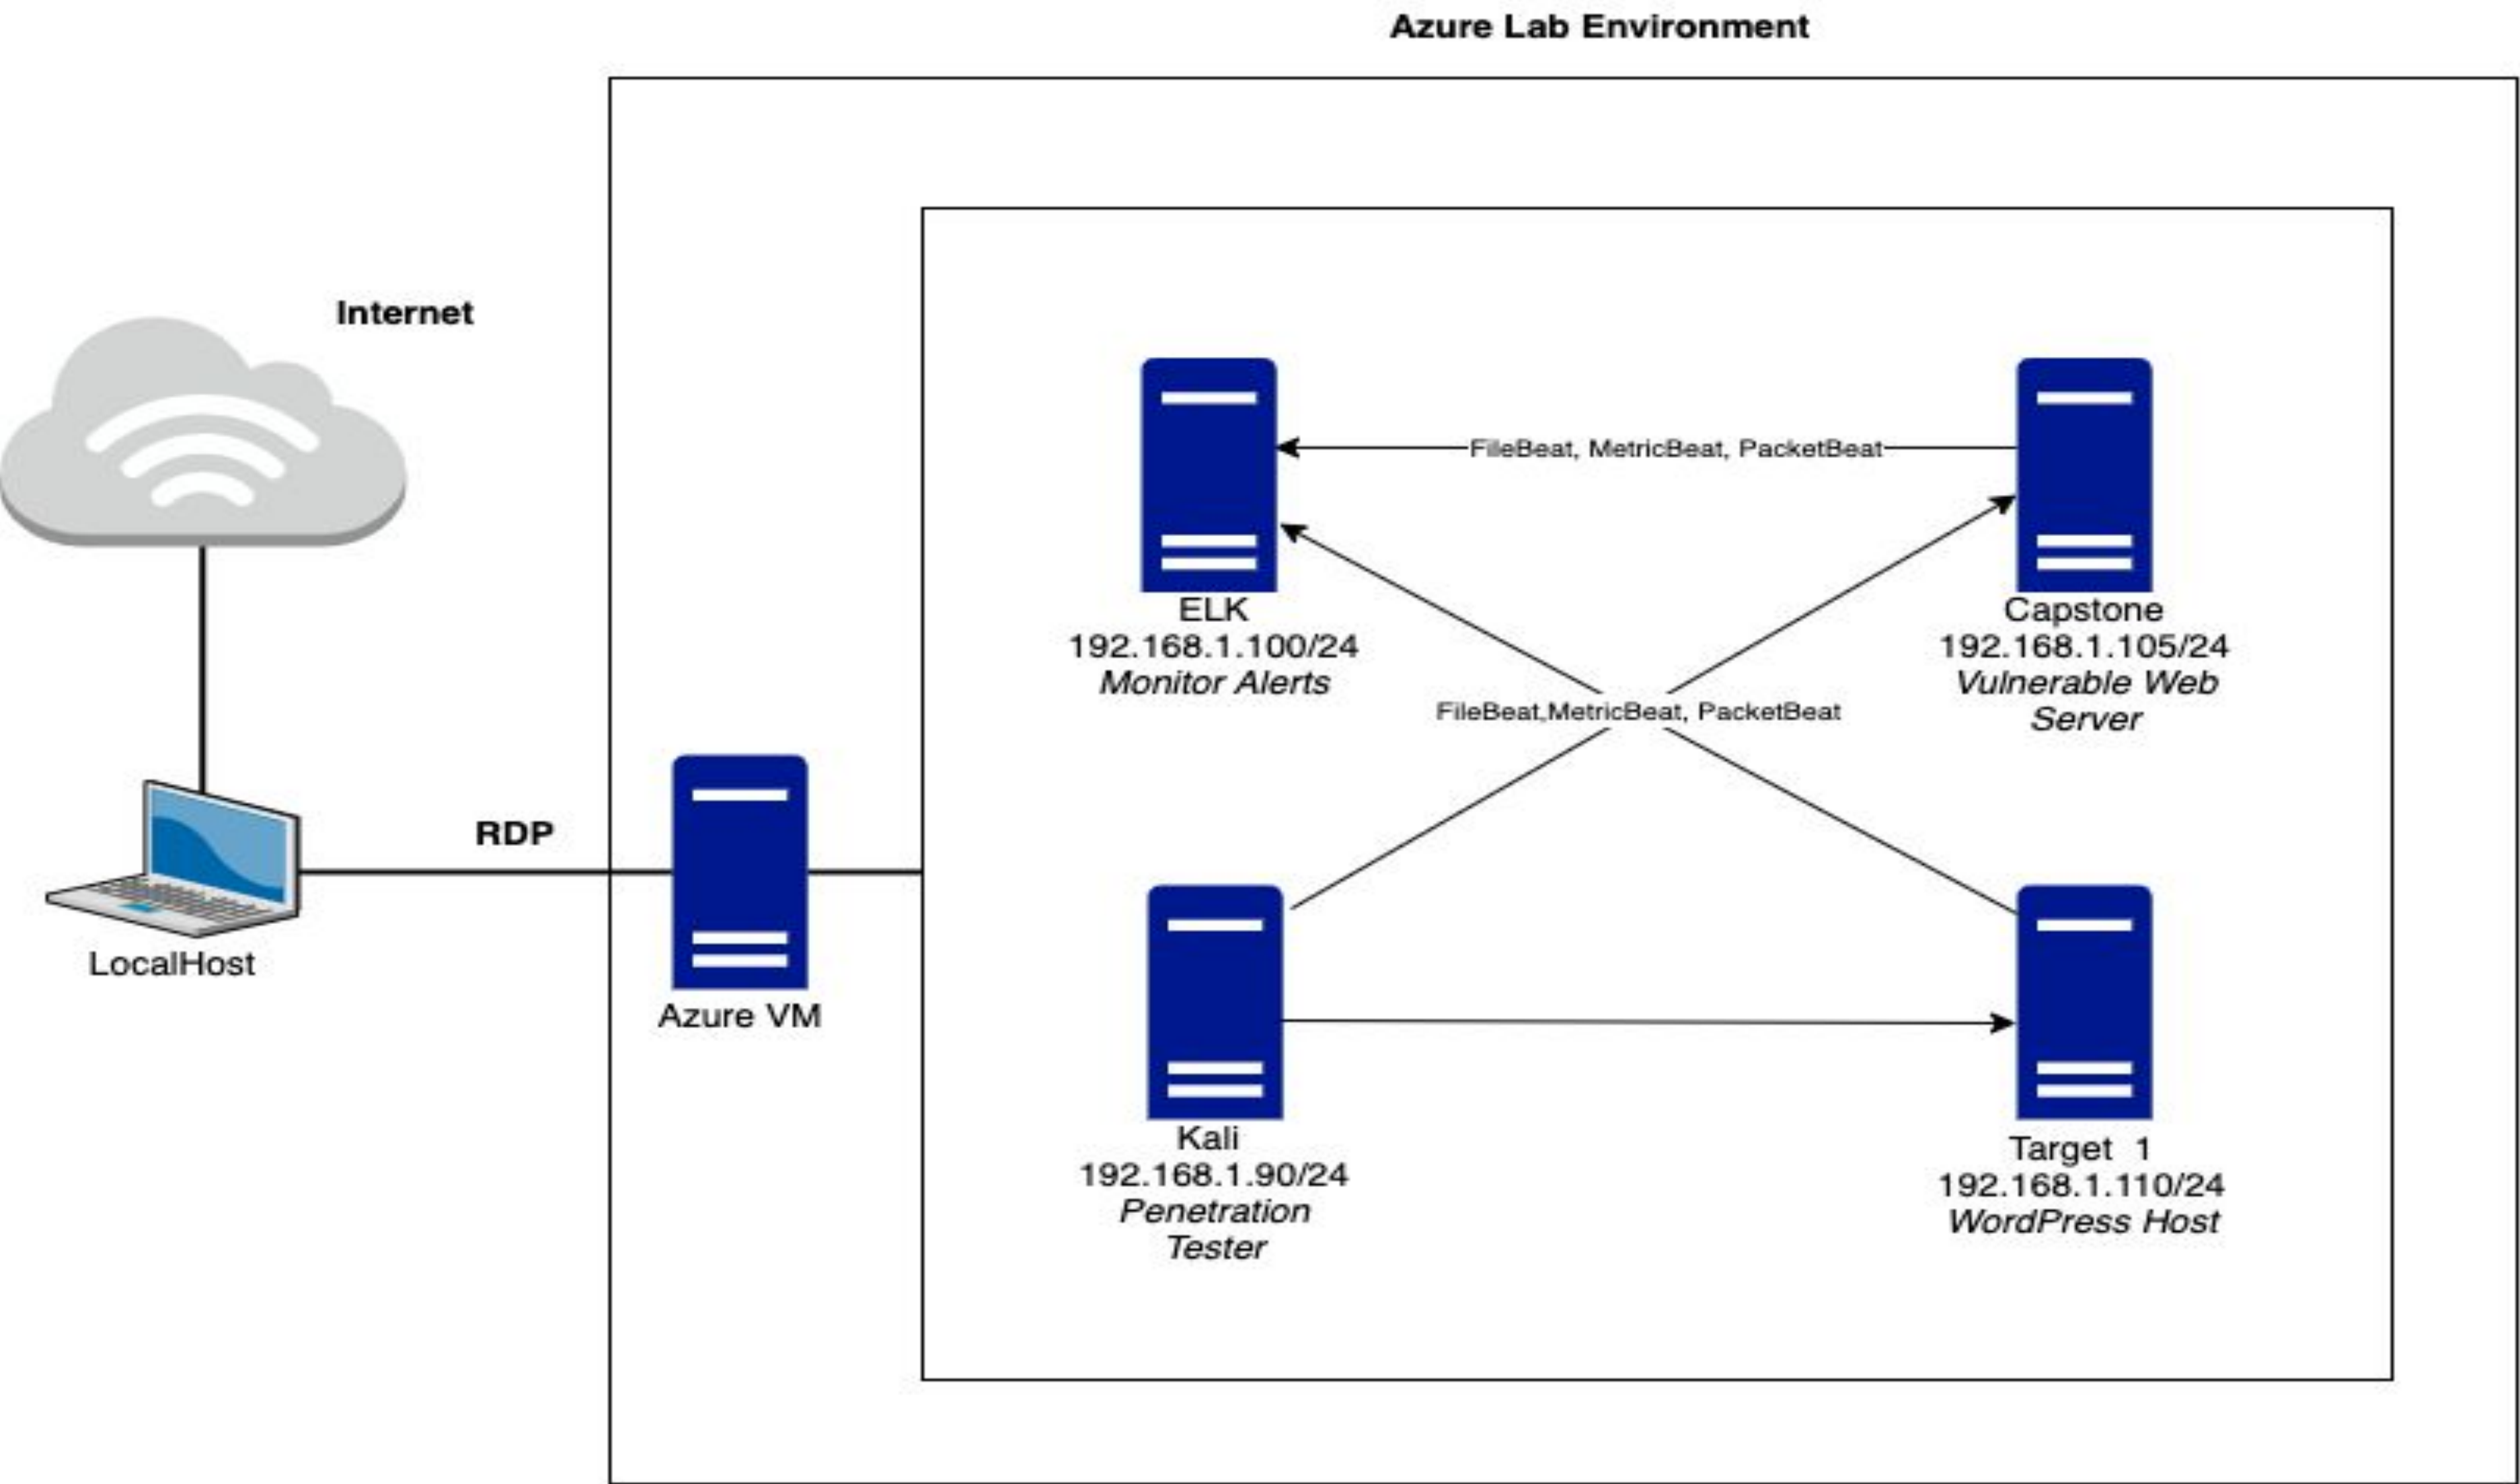 Azure Lab Environment
Internet
FileBeat, MetricBeat, PacketBeat
ELK
192.168.1.100/24
Monitor Alerts
Capstone
192.168.1.105/24
Vulnerable Web
Server
FileBeat,MetricBeat, PacketBeat
RDP
LocalHost
Azure VM
Kali
192.168.1.90/24
Penetration
Tester
Target 1
192.168.1.110/24
WordPress Host